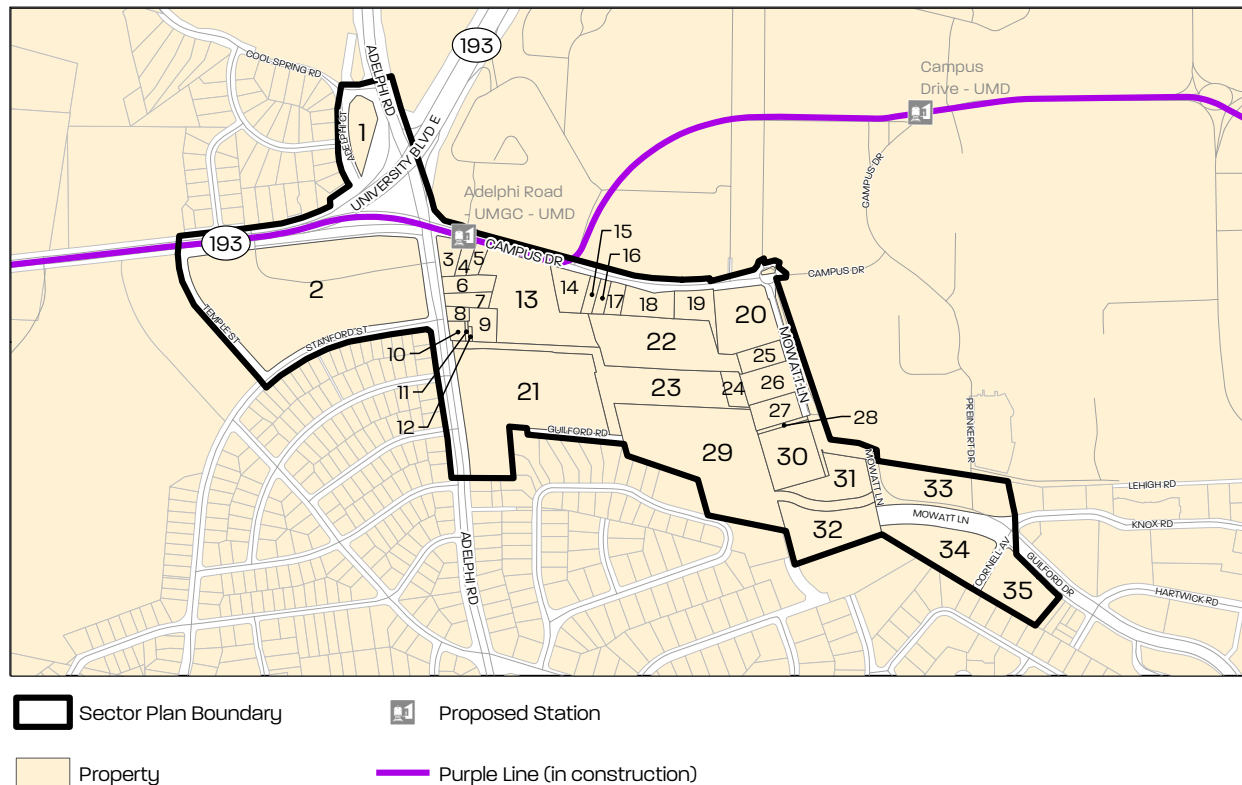 193
COOL SPRING RD
ADELPHI RD
Campus
Drive - UMD
1
ADELPHI CT
UNIVERSITY BLVD E
CAMPUS DR
Adelphi Road
- UMGC - UMD
193
CAMPUS DR
15
16
CAMPUS DR
2
3
4
5
6
7
8
9
10
11
12
13
14
17
18
19
20
MOWATT LN
TEMPLE ST
STANFORD ST
21
22
23
24
25
26
27
28
GUILFORD RD
29
30
31
MOWATT LN
PREINKERT DR
33
LEHIGH RD
MOWATT LN
KNOX RD
32
34
CORNELL AV
GUILFORD DR
35
HARTWICK RD
ADELPHI RD
Sector Plan Boundary
Proposed Station
Property
Purple Line (in construction)